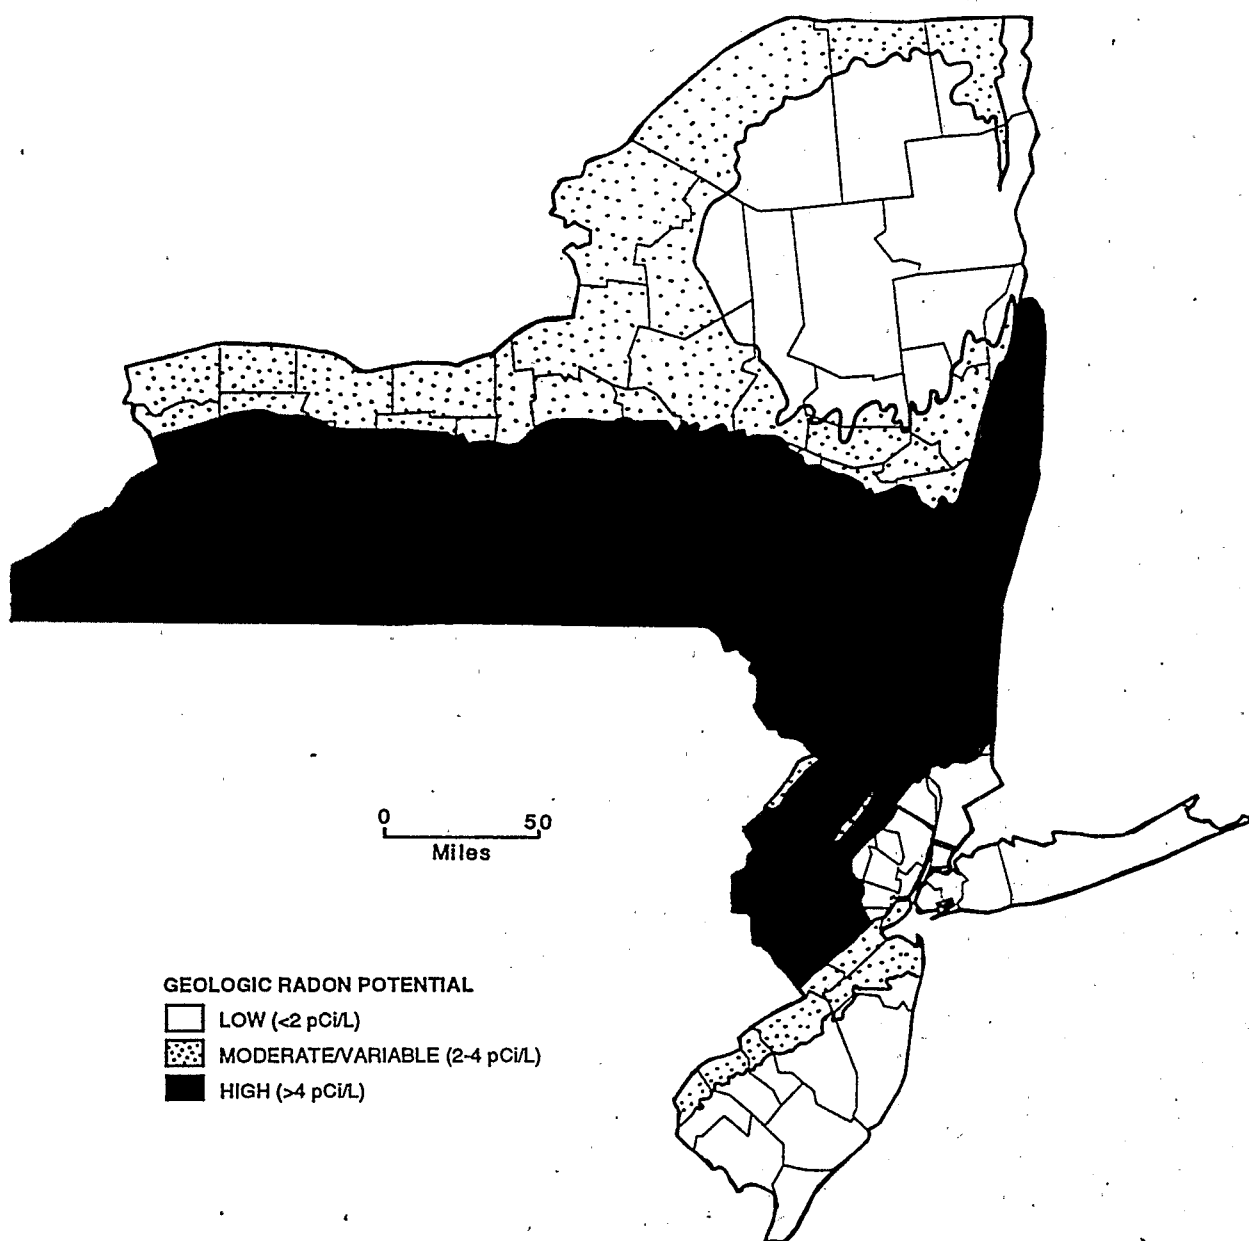 0 50
Miles
GEOLOGIC RADON POTENTIAL
LOW (<2 pCi/L)
MODERATE/VARIABLE (2-4 pCi/L)
HIGH (>4 pCi/L)